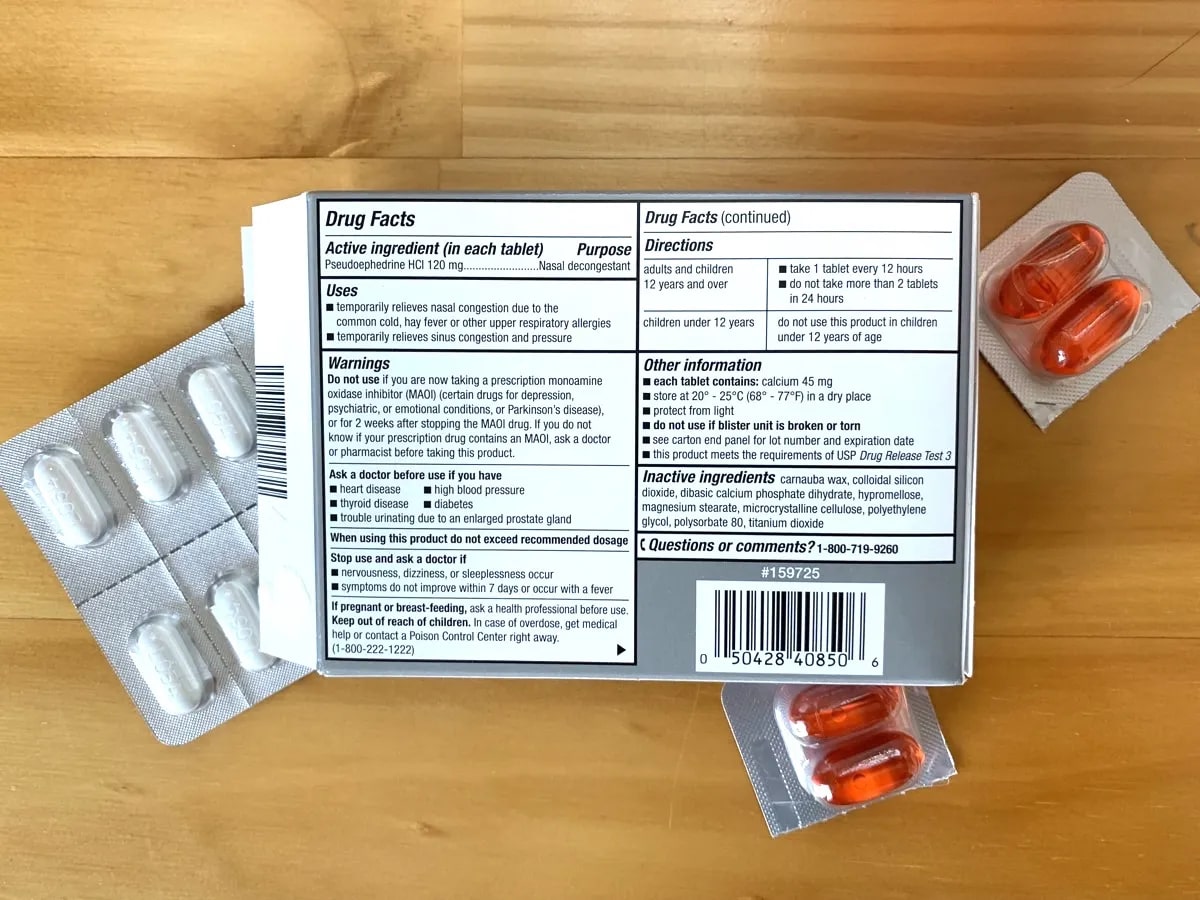 Drug Facts
Active ingredient (in each tablet) Purpose
Pseudoephedrine HCl 120 mg.........................Nasal decongestant
Uses
■ temporarily relieves nasal congestion due to the
common cold, hay fever or other upper respiratory allergies
■ temporarily relieves sinus congestion and pressure
Warnings
Do not use if you are now taking a prescription monoamine
oxidase inhibitor (MAOI) (certain drugs for depression,
psychiatric, or emotional conditions, or Parkinson's disease),
or for 2 weeks after stopping the MAOI drug. If you do not
know if your prescription drug contains an MAOI, ask a doctor
or pharmacist before taking this product.
Ask a doctor before use if you have
■ heart disease ■ high blood pressure
■ thyroid disease ■ diabetes
■ trouble urinating due to an enlarged prostate gland
When using this product do not exceed recommended dosage
Stop use and ask a doctor if
■ nervousness, dizziness, or sleeplessness occur
■ symptoms do not improve within 7 days or occur with a fever
If pregnant or breast-feeding, ask a health professional before use.
Keep out of reach of children. In case of overdose, get medical
help or contact a Poison Control Center right away.
(1-800-222-1222)
Drug Facts (continued)
Directions
adults and children
12 years and over
■ take 1 tablet every 12 hours
■ do not take more than 2 tablets
in 24 hours
children under 12 years
do not use this product in children
under 12 years of age
Other information
■ each tablet contains: calcium 45 mg
■ store at 20° - 25°C (68° - 77°F) in a dry place
■ protect from light
■ do not use if blister unit is broken or torn
■ see carton end panel for lot number and expiration date
■ this product meets the requirements of USP Drug Release Test 3
Inactive ingredients carnauba wax, colloidal silicon
dioxide, dibasic calcium phosphate dihydrate, hypromellose,
magnesium stearate, microcrystalline cellulose, polyethylene
glycol, polysorbate 80, titanium dioxide
Questions or comments? 1-800-719-9260
#159725
0 50428 40850 6